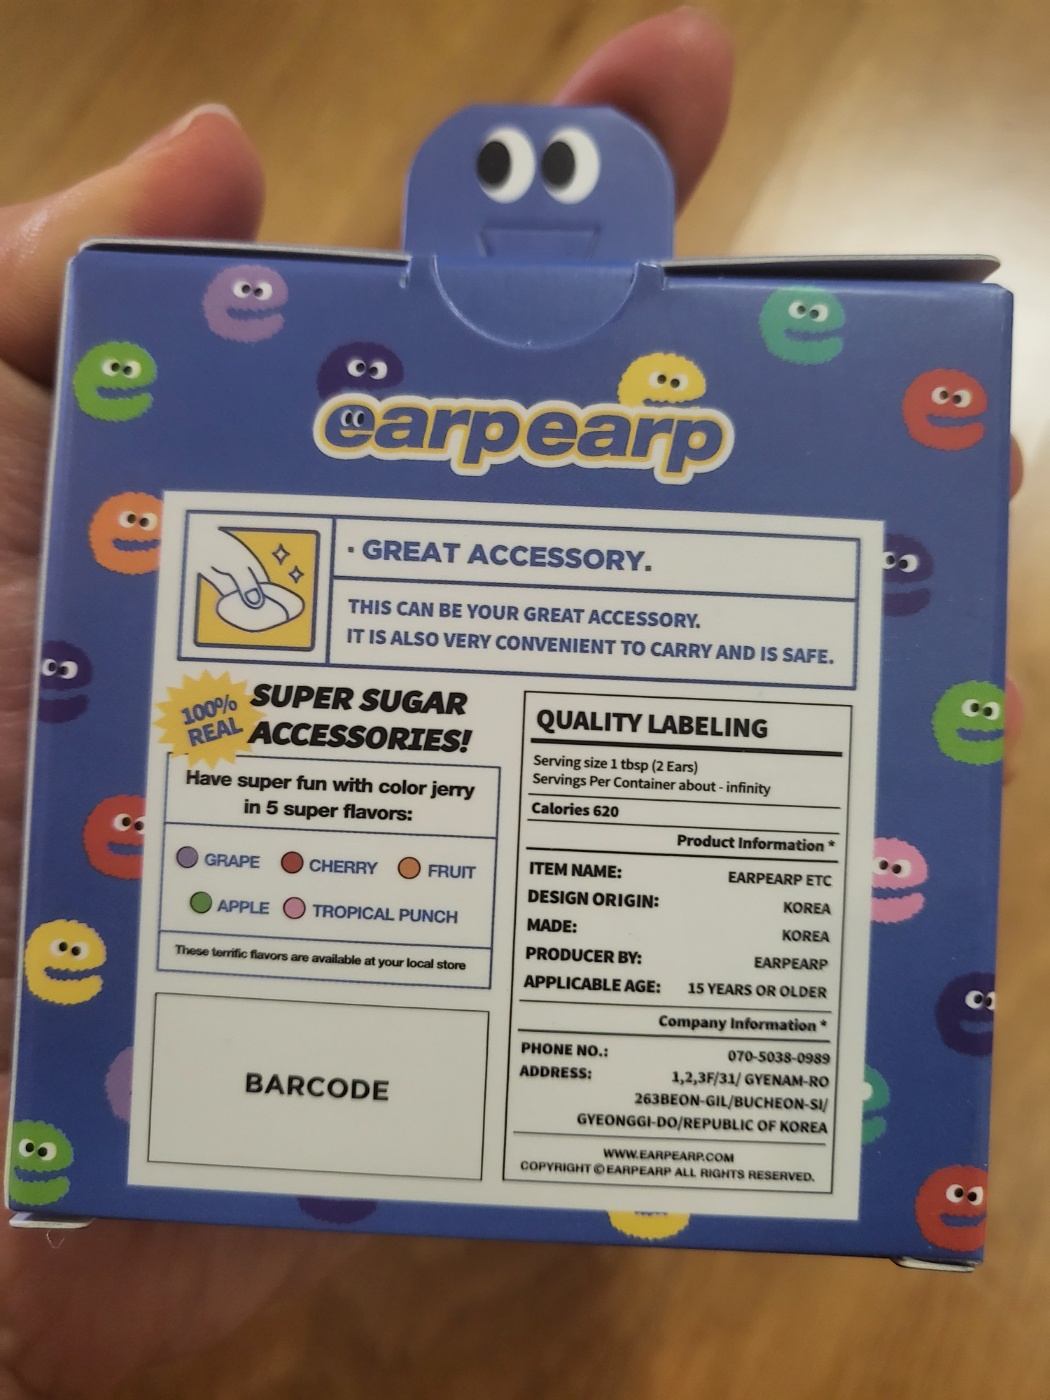 earpearp
· GREAT ACCESSORY.
THIS CAN BE YOUR GREAT ACCESSORY.
IT IS ALSO VERY CONVENIENT TO CARRY AND IS SAFE.
100%
REAL
SUPER SUGAR
ACCESSORIES!
Have super fun with color jerry
in 5 super flavors:
GRAPE CHERRY FRUIT
APPLE TROPICAL PUNCH
These terrific flavors are available at your local store
BARCODE
QUALITY LABELING
Serving size 1 tbsp (2 Ears)
Servings Per Container about - infinity
Calories 620
Product Information *
ITEM NAME: EARPEARP ETC
DESIGN ORIGIN: KOREA
MADE: KOREA
PRODUCER BY: EARPEARP
APPLICABLE AGE: 15 YEARS OR OLDER
Company Information *
PHONE NO.: 070-5038-0989
ADDRESS: 1,2,3F/31/ GYENAM-RO
263BEON-GIL/BUCHEON-SI/
GYEONGGI-DO/REPUBLIC OF KOREA
WWW.EARPEARP.COM
COPYRIGHT © EARPEARP ALL RIGHTS RESERVED.